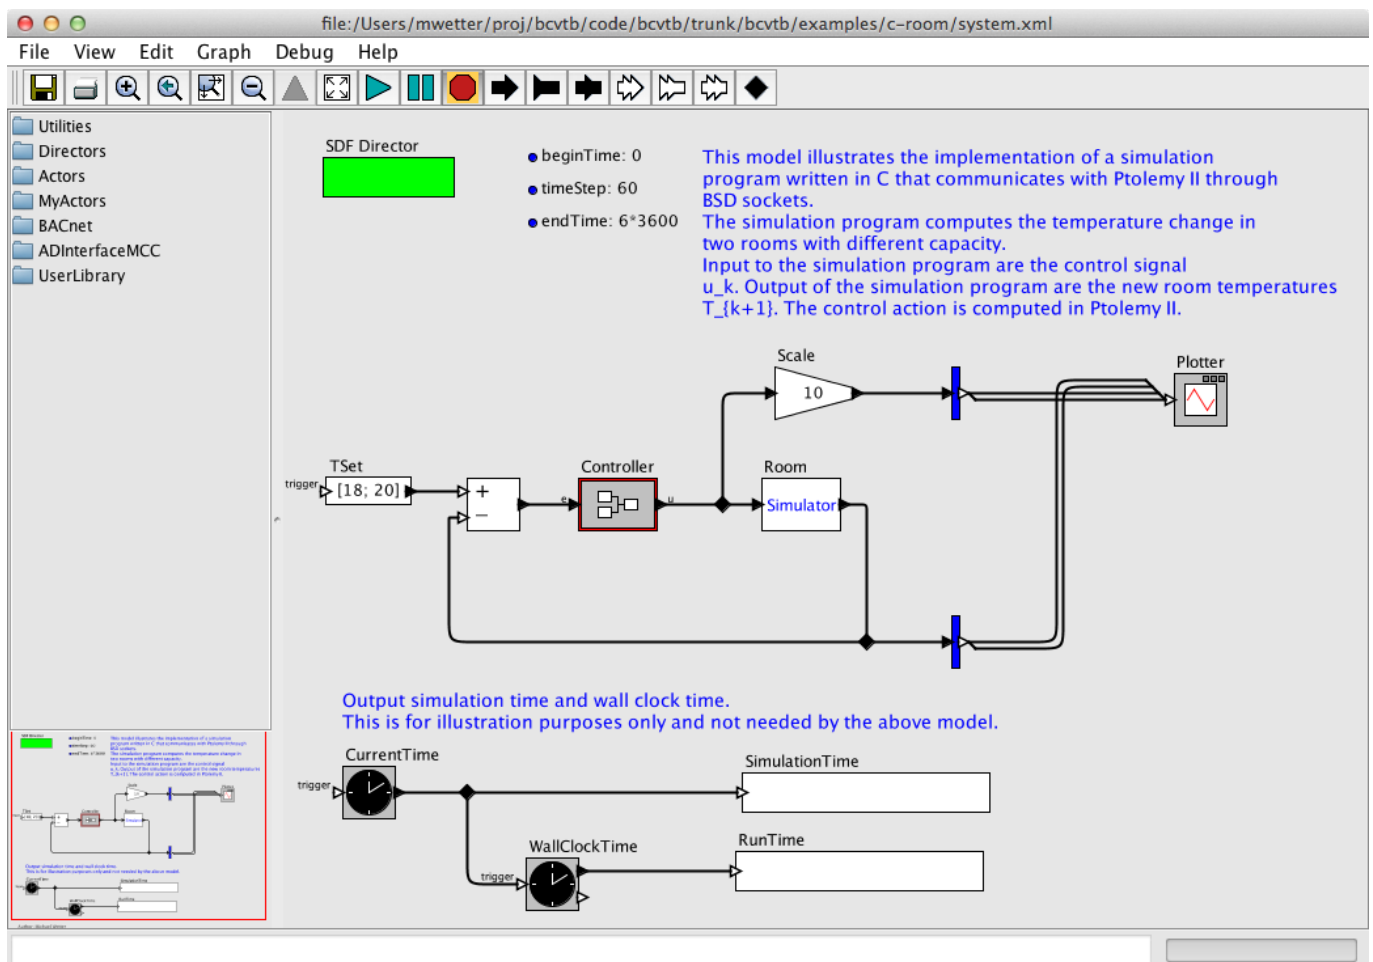 file:/Users/mwetter/proj/bcvtb/code/bcvtb/trunk/bcvtb/examples/c-room/system.xml
File View Edit Graph Debug Help
Utilities
Directors
Actors
MyActors
BACnet
ADInterfaceMCC
UserLibrary
SDF Director
beginTime: 0
timeStep: 60
endTime: 6*3600
This model illustrates the implementation of a simulation
program written in C that communicates with Ptolemy II through
BSD sockets.
The simulation program computes the temperature change in
two rooms with different capacity.
Input to the simulation program are the control signal
u_k. Output of the simulation program are the new room temperatures
T_{k+1}. The control action is computed in Ptolemy II.
Scale
10
Plotter
TSet
trigger
[18; 20]
+
−
Controller
e
u
Room
Simulator
Output simulation time and wall clock time.
This is for illustration purposes only and not needed by the above model.
CurrentTime
trigger
SimulationTime
WallClockTime
trigger
RunTime